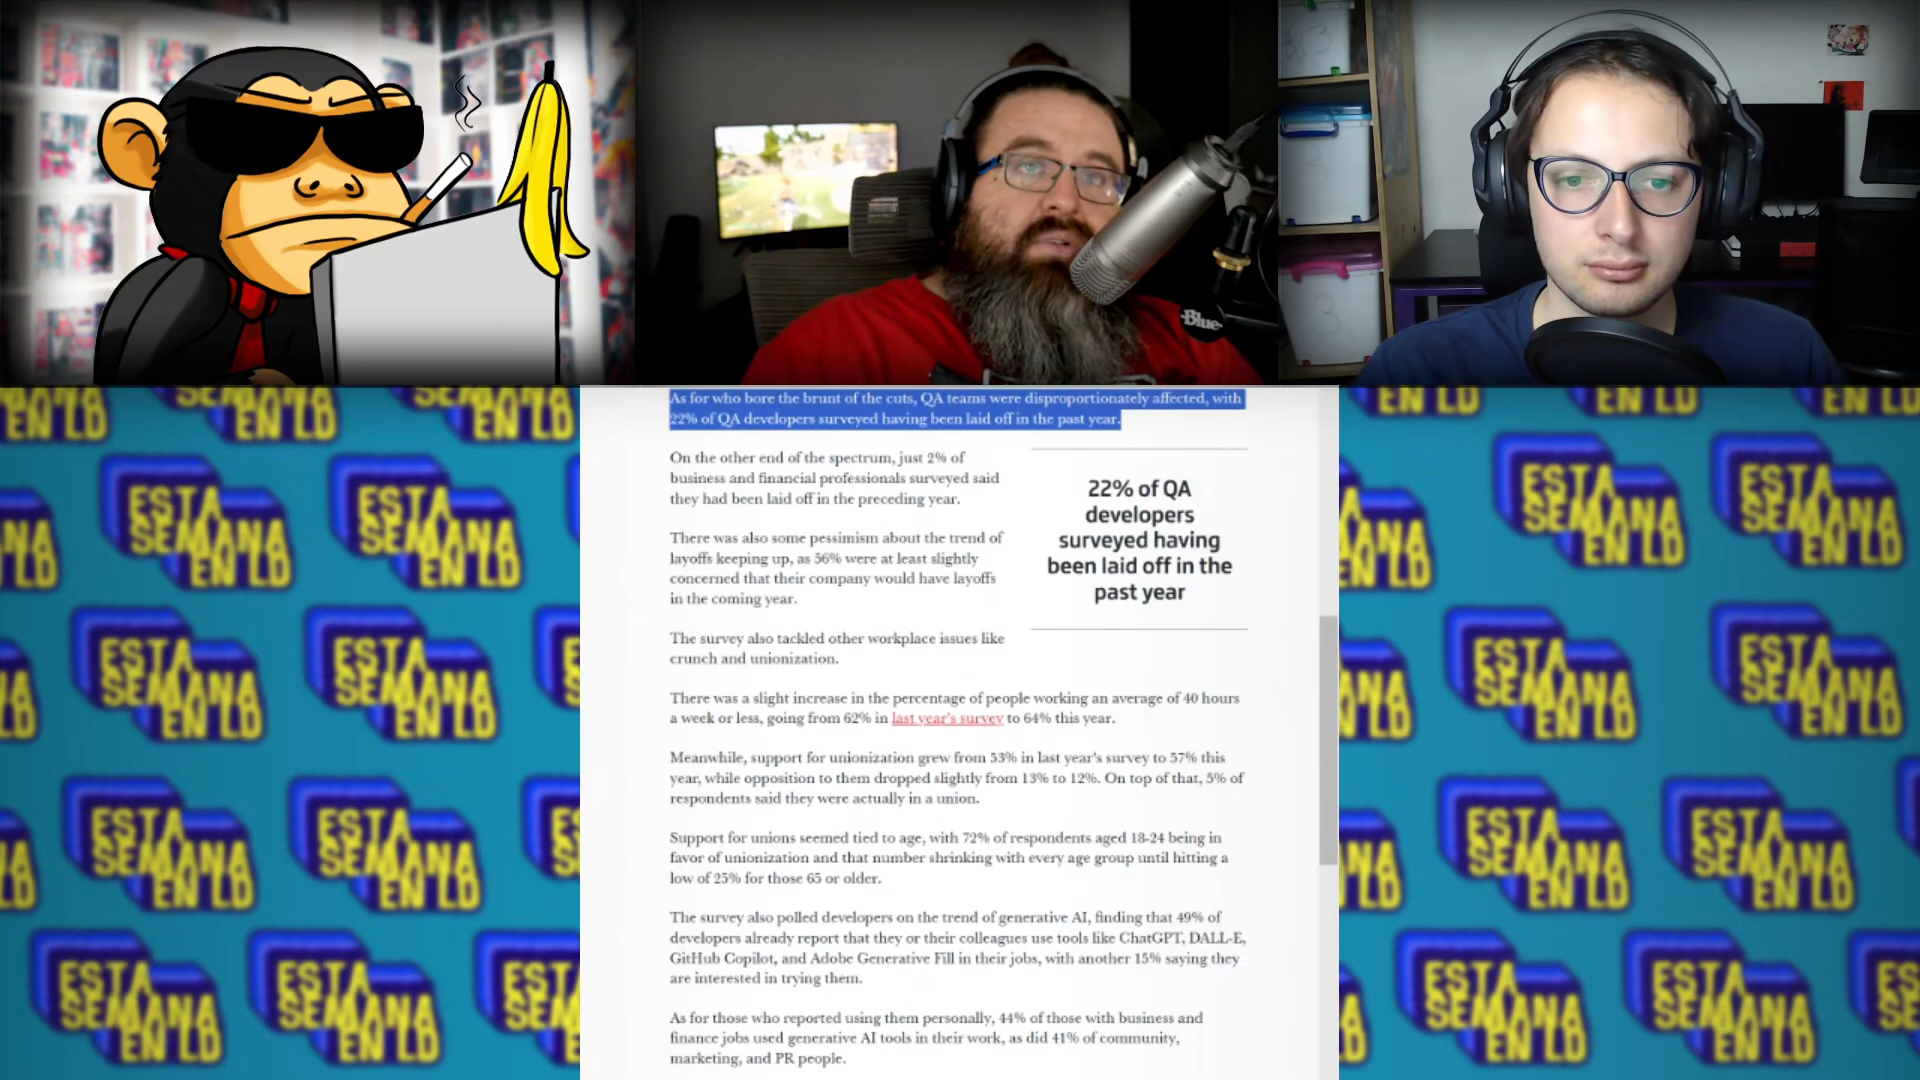 Blue
As for who bore the brunt of the cuts, QA teams were disproportionately affected, with
22% of QA developers surveyed having been laid off in the past year.
On the other end of the spectrum, just 2% of
business and financial professionals surveyed said
they had been laid off in the preceding year.
There was also some pessimism about the trend of
layoffs keeping up, as 56% were at least slightly
concerned that their company would have layoffs
in the coming year.
The survey also tackled other workplace issues like
crunch and unionization.
22% of QA
developers
surveyed having
been laid off in the
past year
There was a slight increase in the percentage of people working an average of 40 hours
a week or less, going from 62% in last year's survey to 64% this year.
Meanwhile, support for unionization grew from 53% in last year's survey to 57% this
year, while opposition to them dropped slightly from 13% to 12%. On top of that, 5% of
respondents said they were actually in a union.
Support for unions seemed tied to age, with 72% of respondents aged 18-24 being in
favor of unionization and that number shrinking with every age group until hitting a
low of 25% for those 65 or older.
The survey also polled developers on the trend of generative AI, finding that 49% of
developers already report that they or their colleagues use tools like ChatGPT, DALL-E,
GitHub Copilot, and Adobe Generative Fill in their jobs, with another 15% saying they
are interested in trying them.
As for those who reported using them personally, 44% of those with business and
finance jobs used generative AI tools in their work, as did 41% of community,
marketing, and PR people.
ESTA
SEMANA
EN LD